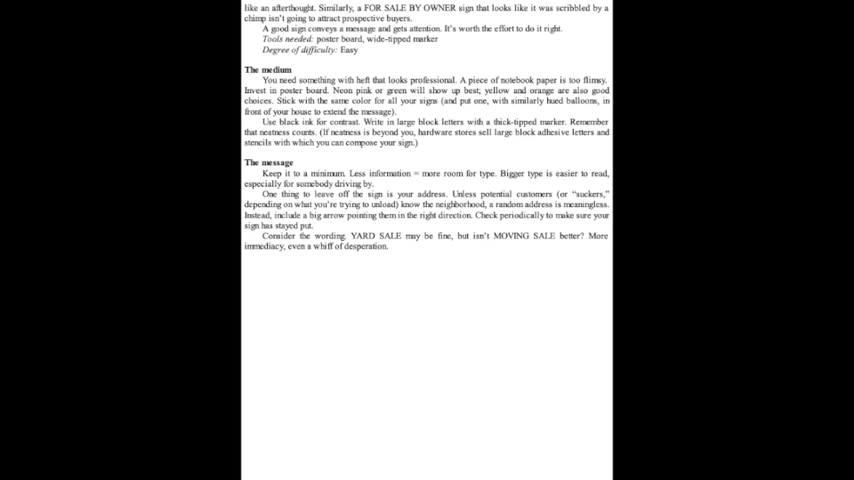 like an afterthought. Similarly, a FOR SALE BY OWNER sign that looks like it was scribbled by a
chimp isn't going to attract prospective buyers.
A good sign conveys a message and gets attention. It's worth the effort to do it right.
Tools needed: poster board, wide-tipped marker
Degree of difficulty: Easy
The medium
You need something with heft that looks professional. A piece of notebook paper is too flimsy.
Invest in poster board. Neon pink or green will show up best; yellow and orange are also good
choices. Stick with the same color for all your signs (and put one, with similarly hued balloons, in
front of your house to extend the message).
Use black ink for contrast. Write in large block letters with a thick-tipped marker. Remember
that neatness counts. (If neatness is beyond you, hardware stores sell large block adhesive letters and
stencils with which you can compose your sign.)
The message
Keep it to a minimum. Less information = more room for type. Bigger type is easier to read,
especially for somebody driving by.
One thing to leave off the sign is your address. Unless potential customers (or “suckers,”
depending on what you're trying to unload) know the neighborhood, a random address is meaningless.
Instead, include a big arrow pointing them in the right direction. Check periodically to make sure your
sign has stayed put.
Consider the wording. YARD SALE may be fine, but isn't MOVING SALE better? More
immediacy, even a whiff of desperation.